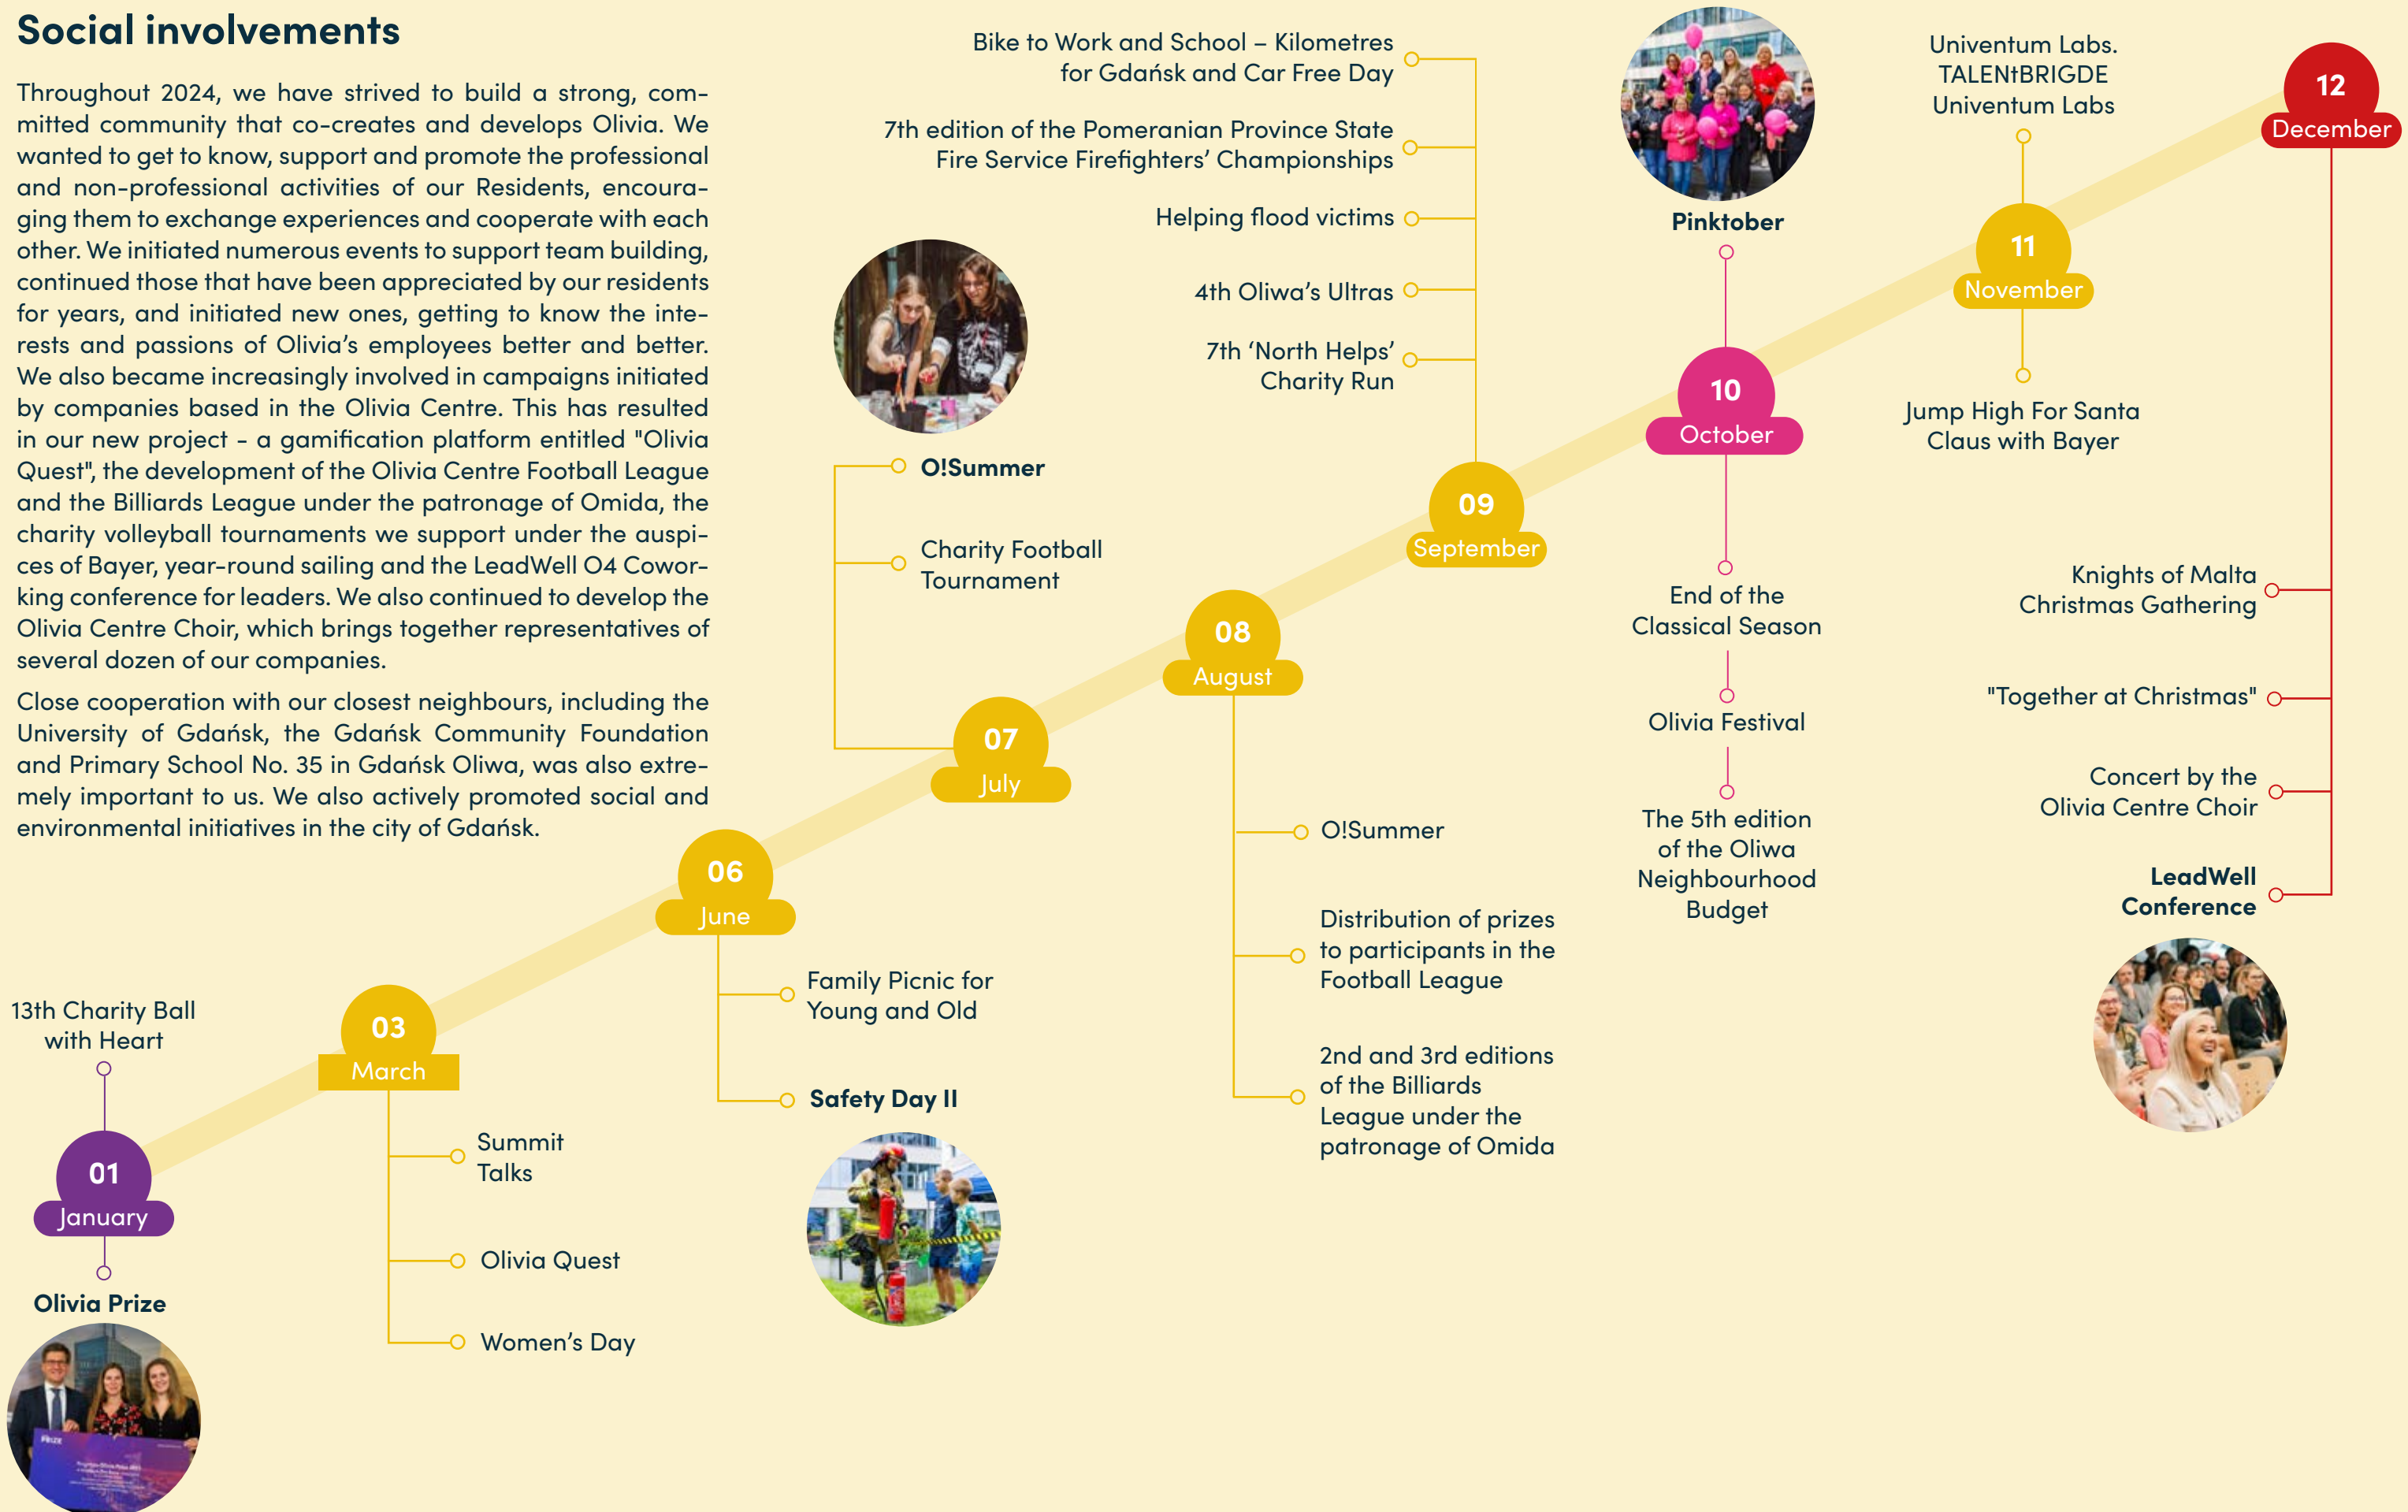 Social involvements
Throughout 2024, we have strived to build a strong, com-
mitted community that co-creates and develops Olivia. We
wanted to get to know, support and promote the professional
and non-professional activities of our Residents, encoura-
ging them to exchange experiences and cooperate with each
other. We initiated numerous events to support team building,
continued those that have been appreciated by our residents
for years, and initiated new ones, getting to know the inte-
rests and passions of Olivia's employees better and better.
We also became increasingly involved in campaigns initiated
by companies based in the Olivia Centre. This has resulted
in our new project - a gamification platform entitled "Olivia
Quest", the development of the Olivia Centre Football League
and the Billiards League under the patronage of Omida, the
charity volleyball tournaments we support under the auspi-
ces of Bayer, year-round sailing and the LeadWell O4 Cowor-
king conference for leaders. We also continued to develop the
Olivia Centre Choir, which brings together representatives of
several dozen of our companies.
Close cooperation with our closest neighbours, including the
University of Gdańsk, the Gdańsk Community Foundation
and Primary School No. 35 in Gdańsk Oliwa, was also extre-
mely important to us. We also actively promoted social and
environmental initiatives in the city of Gdańsk.
13th Charity Ball
with Heart
01
January
Olivia Prize
PRIZE
03
March
Summit
Talks
Olivia Quest
Women's Day
06
June
Family Picnic for
Young and Old
Safety Day II
O!Summer
Charity Football
Tournament
07
July
08
August
O!Summer
Distribution of prizes
to participants in the
Football League
2nd and 3rd editions
of the Billiards
League under the
patronage of Omida
Bike to Work and School – Kilometres
for Gdańsk and Car Free Day
7th edition of the Pomeranian Province State
Fire Service Firefighters' Championships
Helping flood victims
4th Oliwa's Ultras
7th 'North Helps'
Charity Run
09
September
Pinktober
10
October
End of the
Classical Season
Olivia Festival
The 5th edition
of the Oliwa
Neighbourhood
Budget
Univentum Labs.
TALENtBRIGDE
Univentum Labs
11
November
Jump High For Santa
Claus with Bayer
12
December
Knights of Malta
Christmas Gathering
"Together at Christmas"
Concert by the
Olivia Centre Choir
LeadWell
Conference